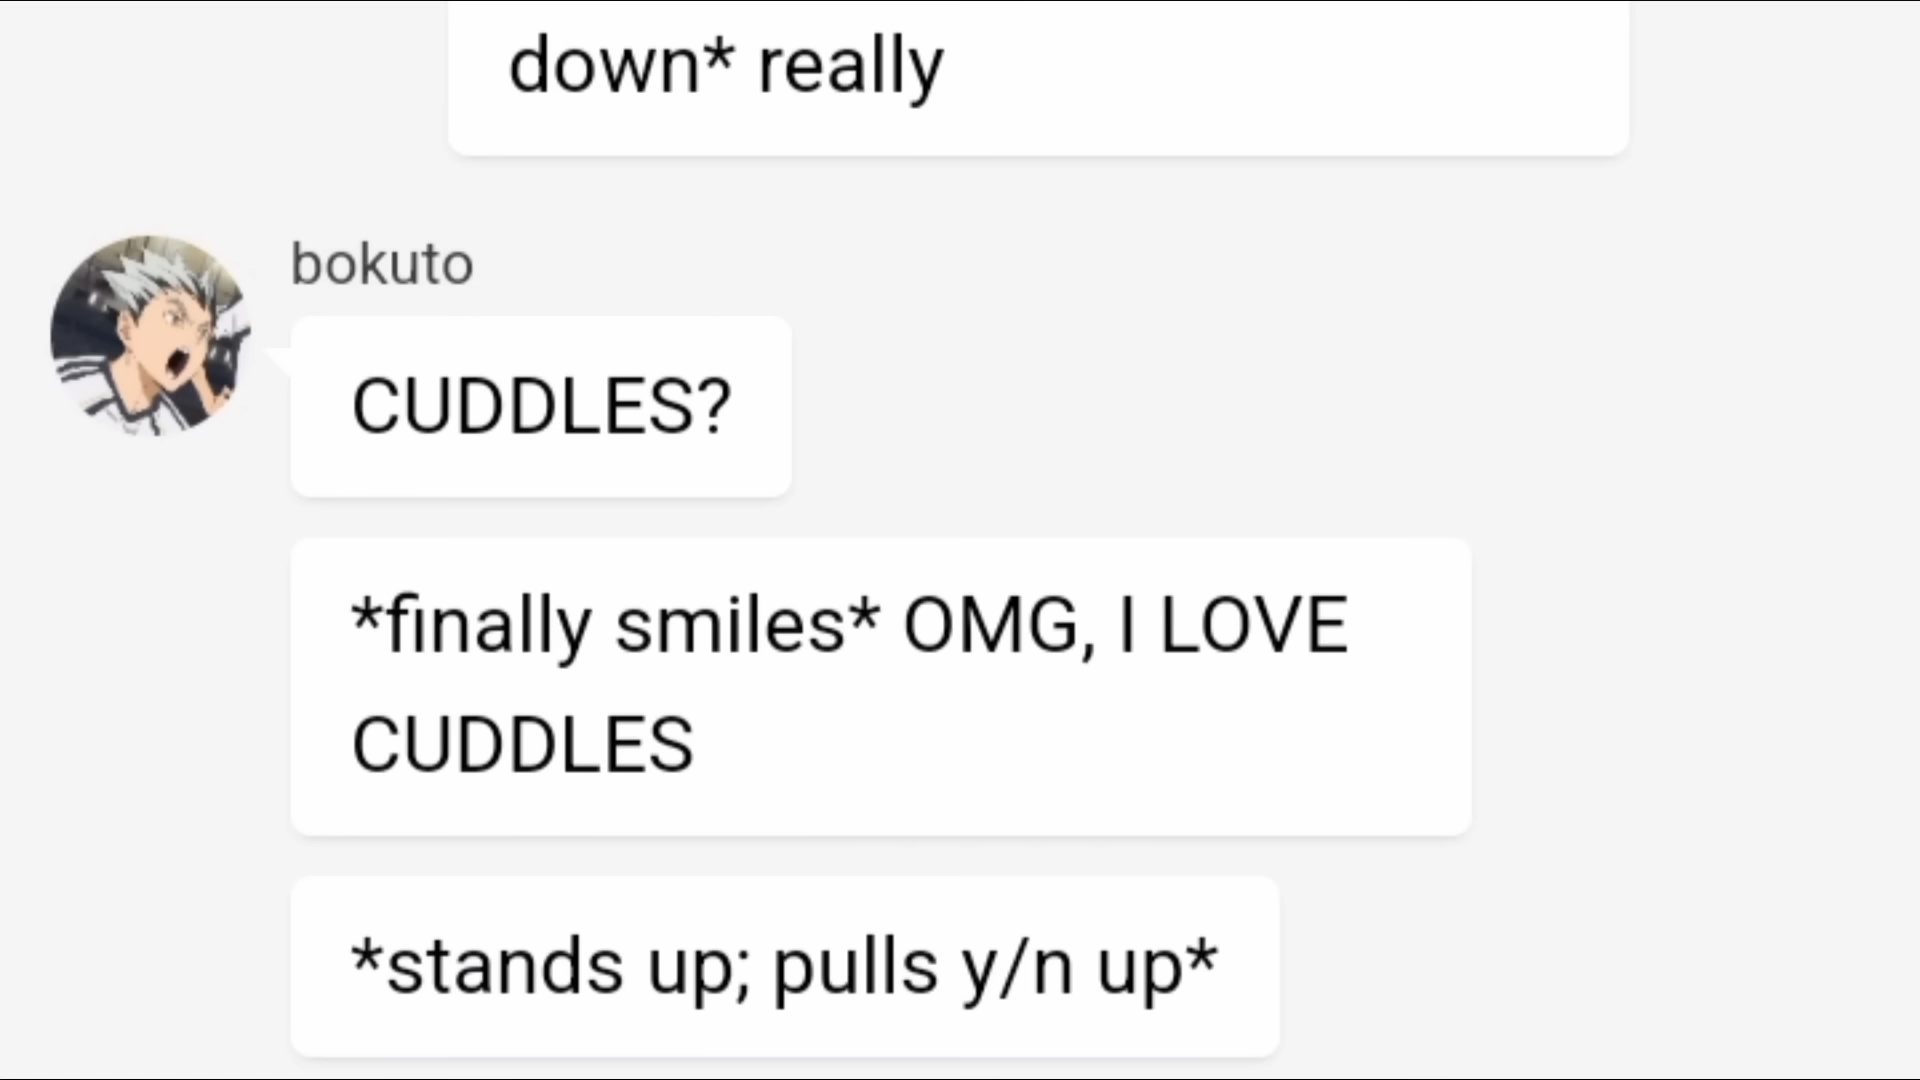 down* really
bokuto
CUDDLES?
*finally smiles* OMG, I LOVE
CUDDLES
*stands up; pulls y/n up*